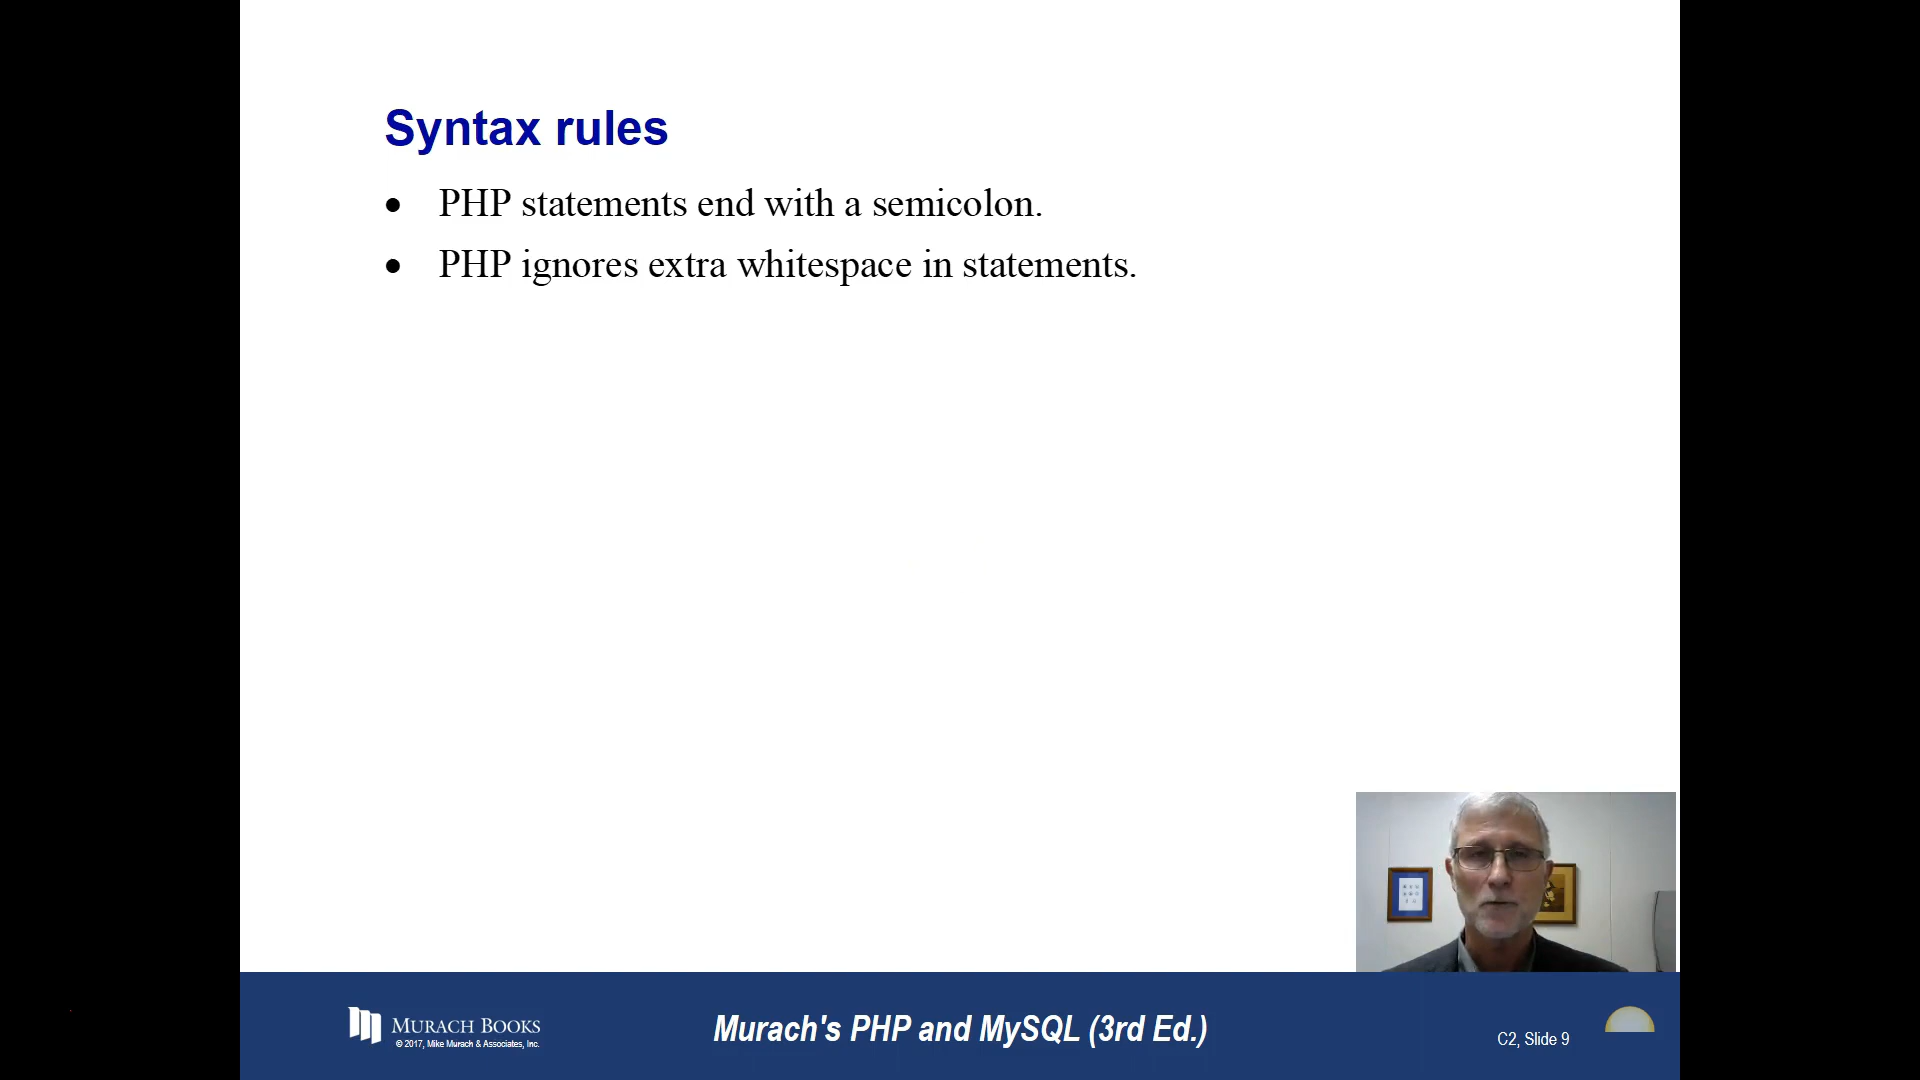 Syntax rules
• PHP statements end with a semicolon.
• PHP ignores extra whitespace in statements.
MURACH BOOKS
© 2017, Mike Murach & Associates, Inc.
Murach's PHP and MySQL (3rd Ed.)
C2, Slide 9